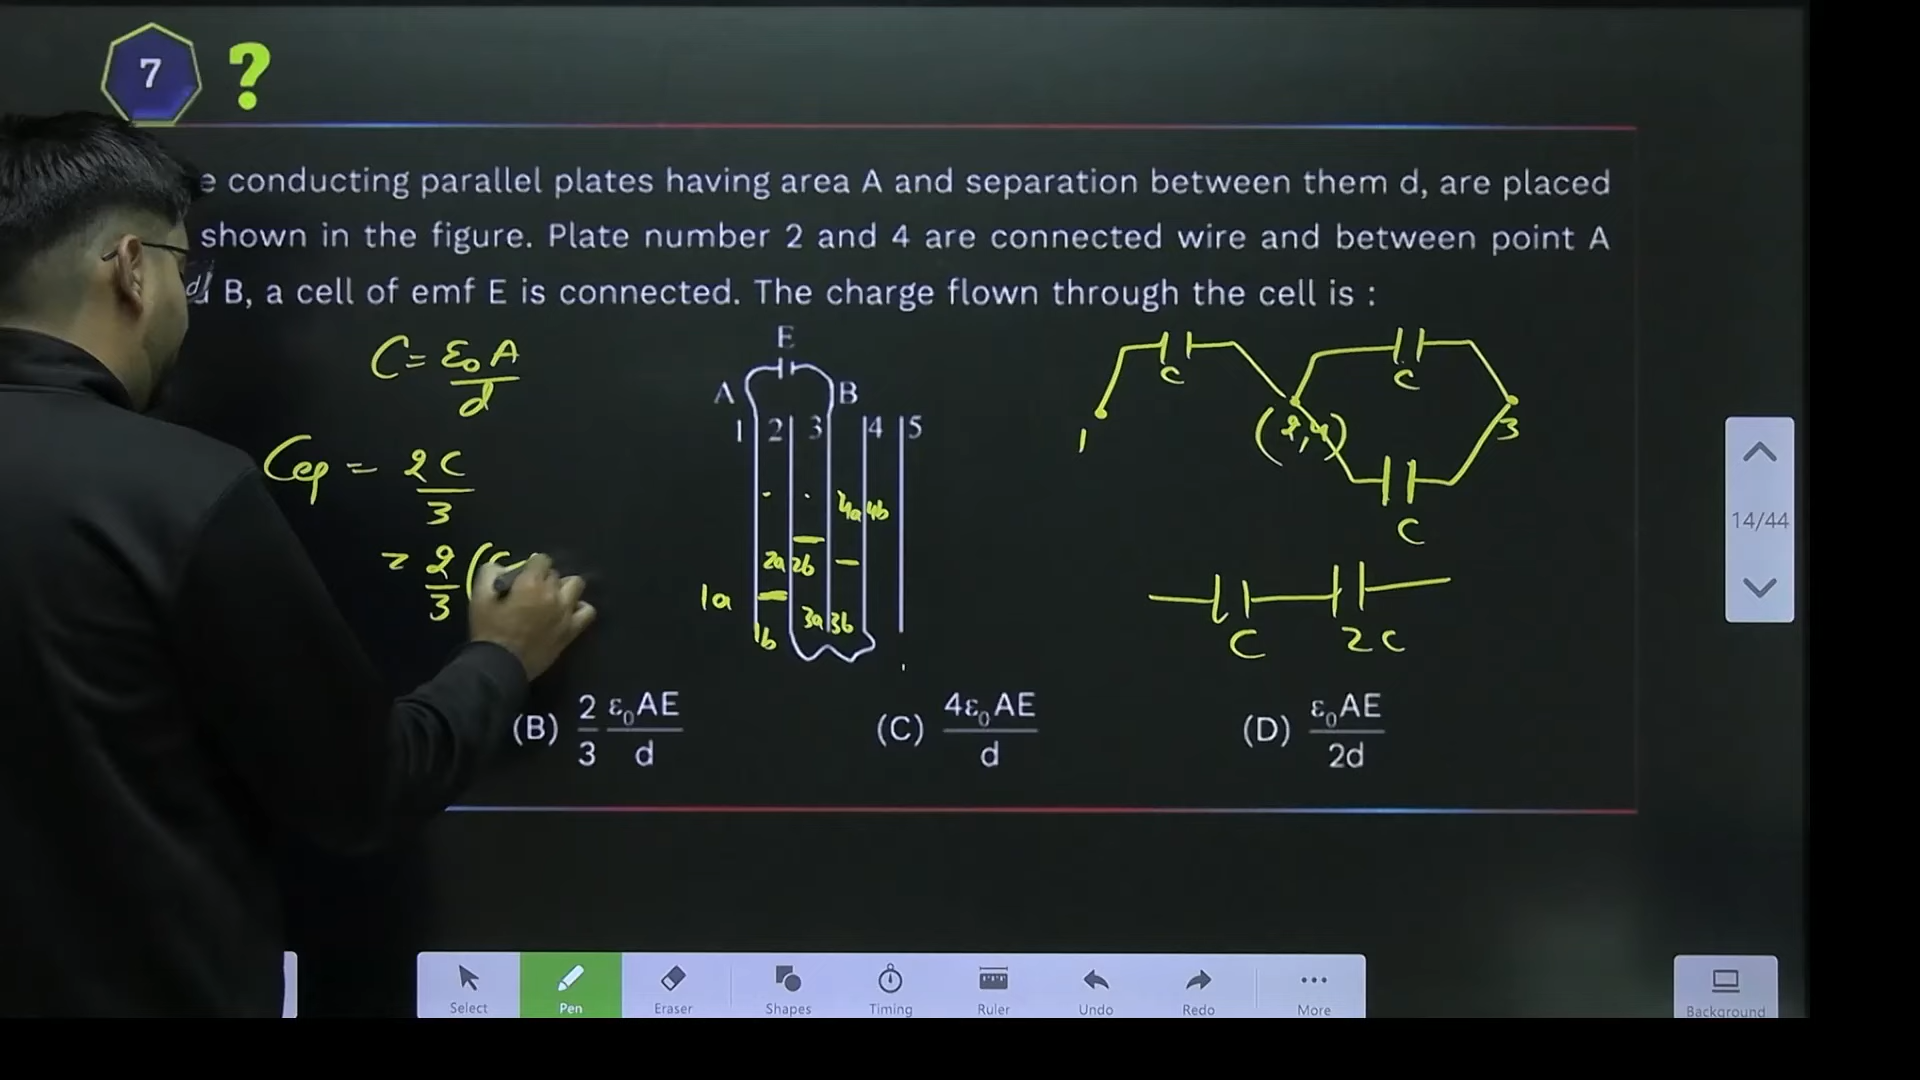 7 ?
e conducting parallel plates having area A and separation between them d, are placed
shown in the figure. Plate number 2 and 4 are connected wire and between point A
d B, a cell of emf E is connected. The charge flown through the cell is :
C = ε₀A / d
Ceq = 2C / 3
= 2/3 (
E
A B
1 2 3 4 5
4a 4b
2a 2b
1a
3a 3b
1b
C C
1 (2,4) 3
C
C 2C
(B) 2/3 ε₀AE/d (C) 4ε₀AE/d (D) ε₀AE/2d
14/44
Select Pen Eraser Shapes Timing Ruler Undo Redo More Background